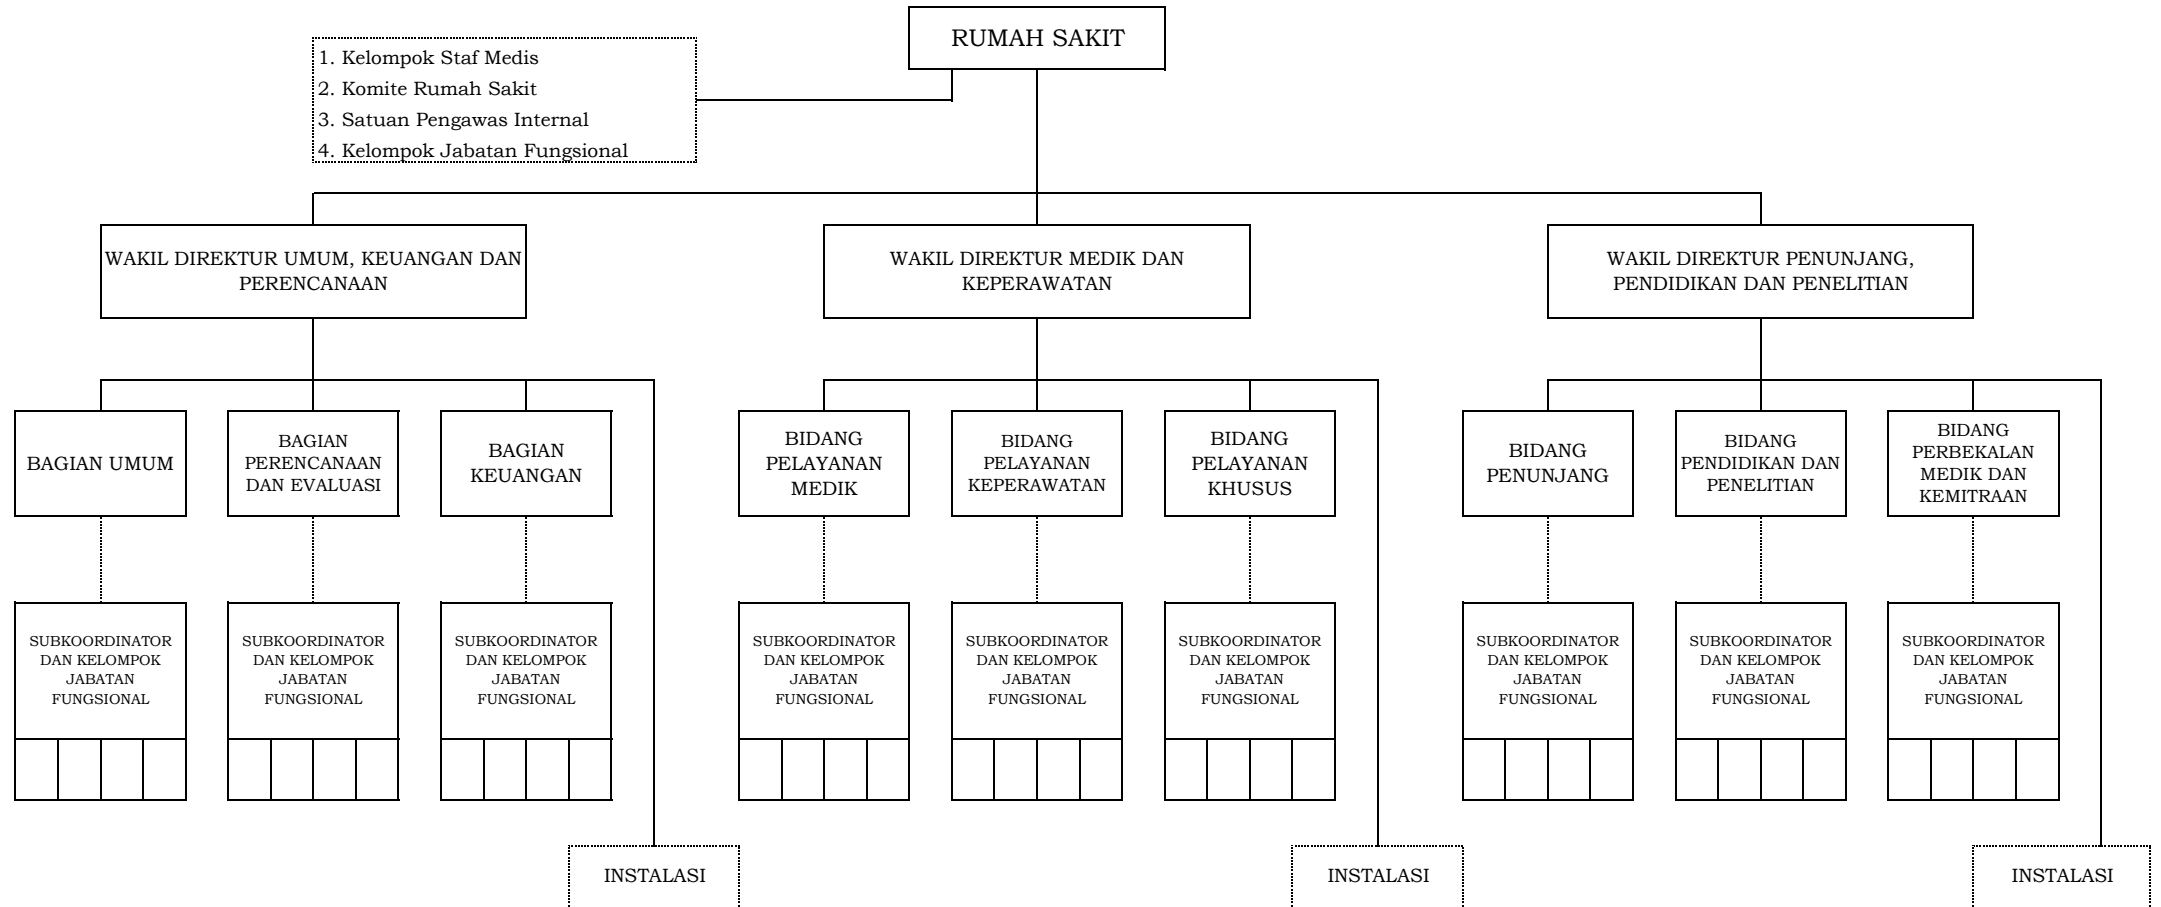 RUMAH SAKIT
1. Kelompok Staf Medis
2. Komite Rumah Sakit
3. Satuan Pengawas Internal
4. Kelompok Jabatan Fungsional
WAKIL DIREKTUR UMUM, KEUANGAN DAN
PERENCANAAN
WAKIL DIREKTUR MEDIK DAN
KEPERAWATAN
WAKIL DIREKTUR PENUNJANG,
PENDIDIKAN DAN PENELITIAN
BAGIAN UMUM
BAGIAN
PERENCANAAN
DAN EVALUASI
BAGIAN
KEUANGAN
BIDANG
PELAYANAN
MEDIK
BIDANG
PELAYANAN
KEPERAWATAN
BIDANG
PELAYANAN
KHUSUS
BIDANG
PENUNJANG
BIDANG
PENDIDIKAN DAN
PENELITIAN
BIDANG
PERBEKALAN
MEDIK DAN
KEMITRAAN
SUBKOORDINATOR
DAN KELOMPOK
JABATAN
FUNGSIONAL
SUBKOORDINATOR
DAN KELOMPOK
JABATAN
FUNGSIONAL
SUBKOORDINATOR
DAN KELOMPOK
JABATAN
FUNGSIONAL
SUBKOORDINATOR
DAN KELOMPOK
JABATAN
FUNGSIONAL
SUBKOORDINATOR
DAN KELOMPOK
JABATAN
FUNGSIONAL
SUBKOORDINATOR
DAN KELOMPOK
JABATAN
FUNGSIONAL
SUBKOORDINATOR
DAN KELOMPOK
JABATAN
FUNGSIONAL
SUBKOORDINATOR
DAN KELOMPOK
JABATAN
FUNGSIONAL
SUBKOORDINATOR
DAN KELOMPOK
JABATAN
FUNGSIONAL
INSTALASI
INSTALASI
INSTALASI